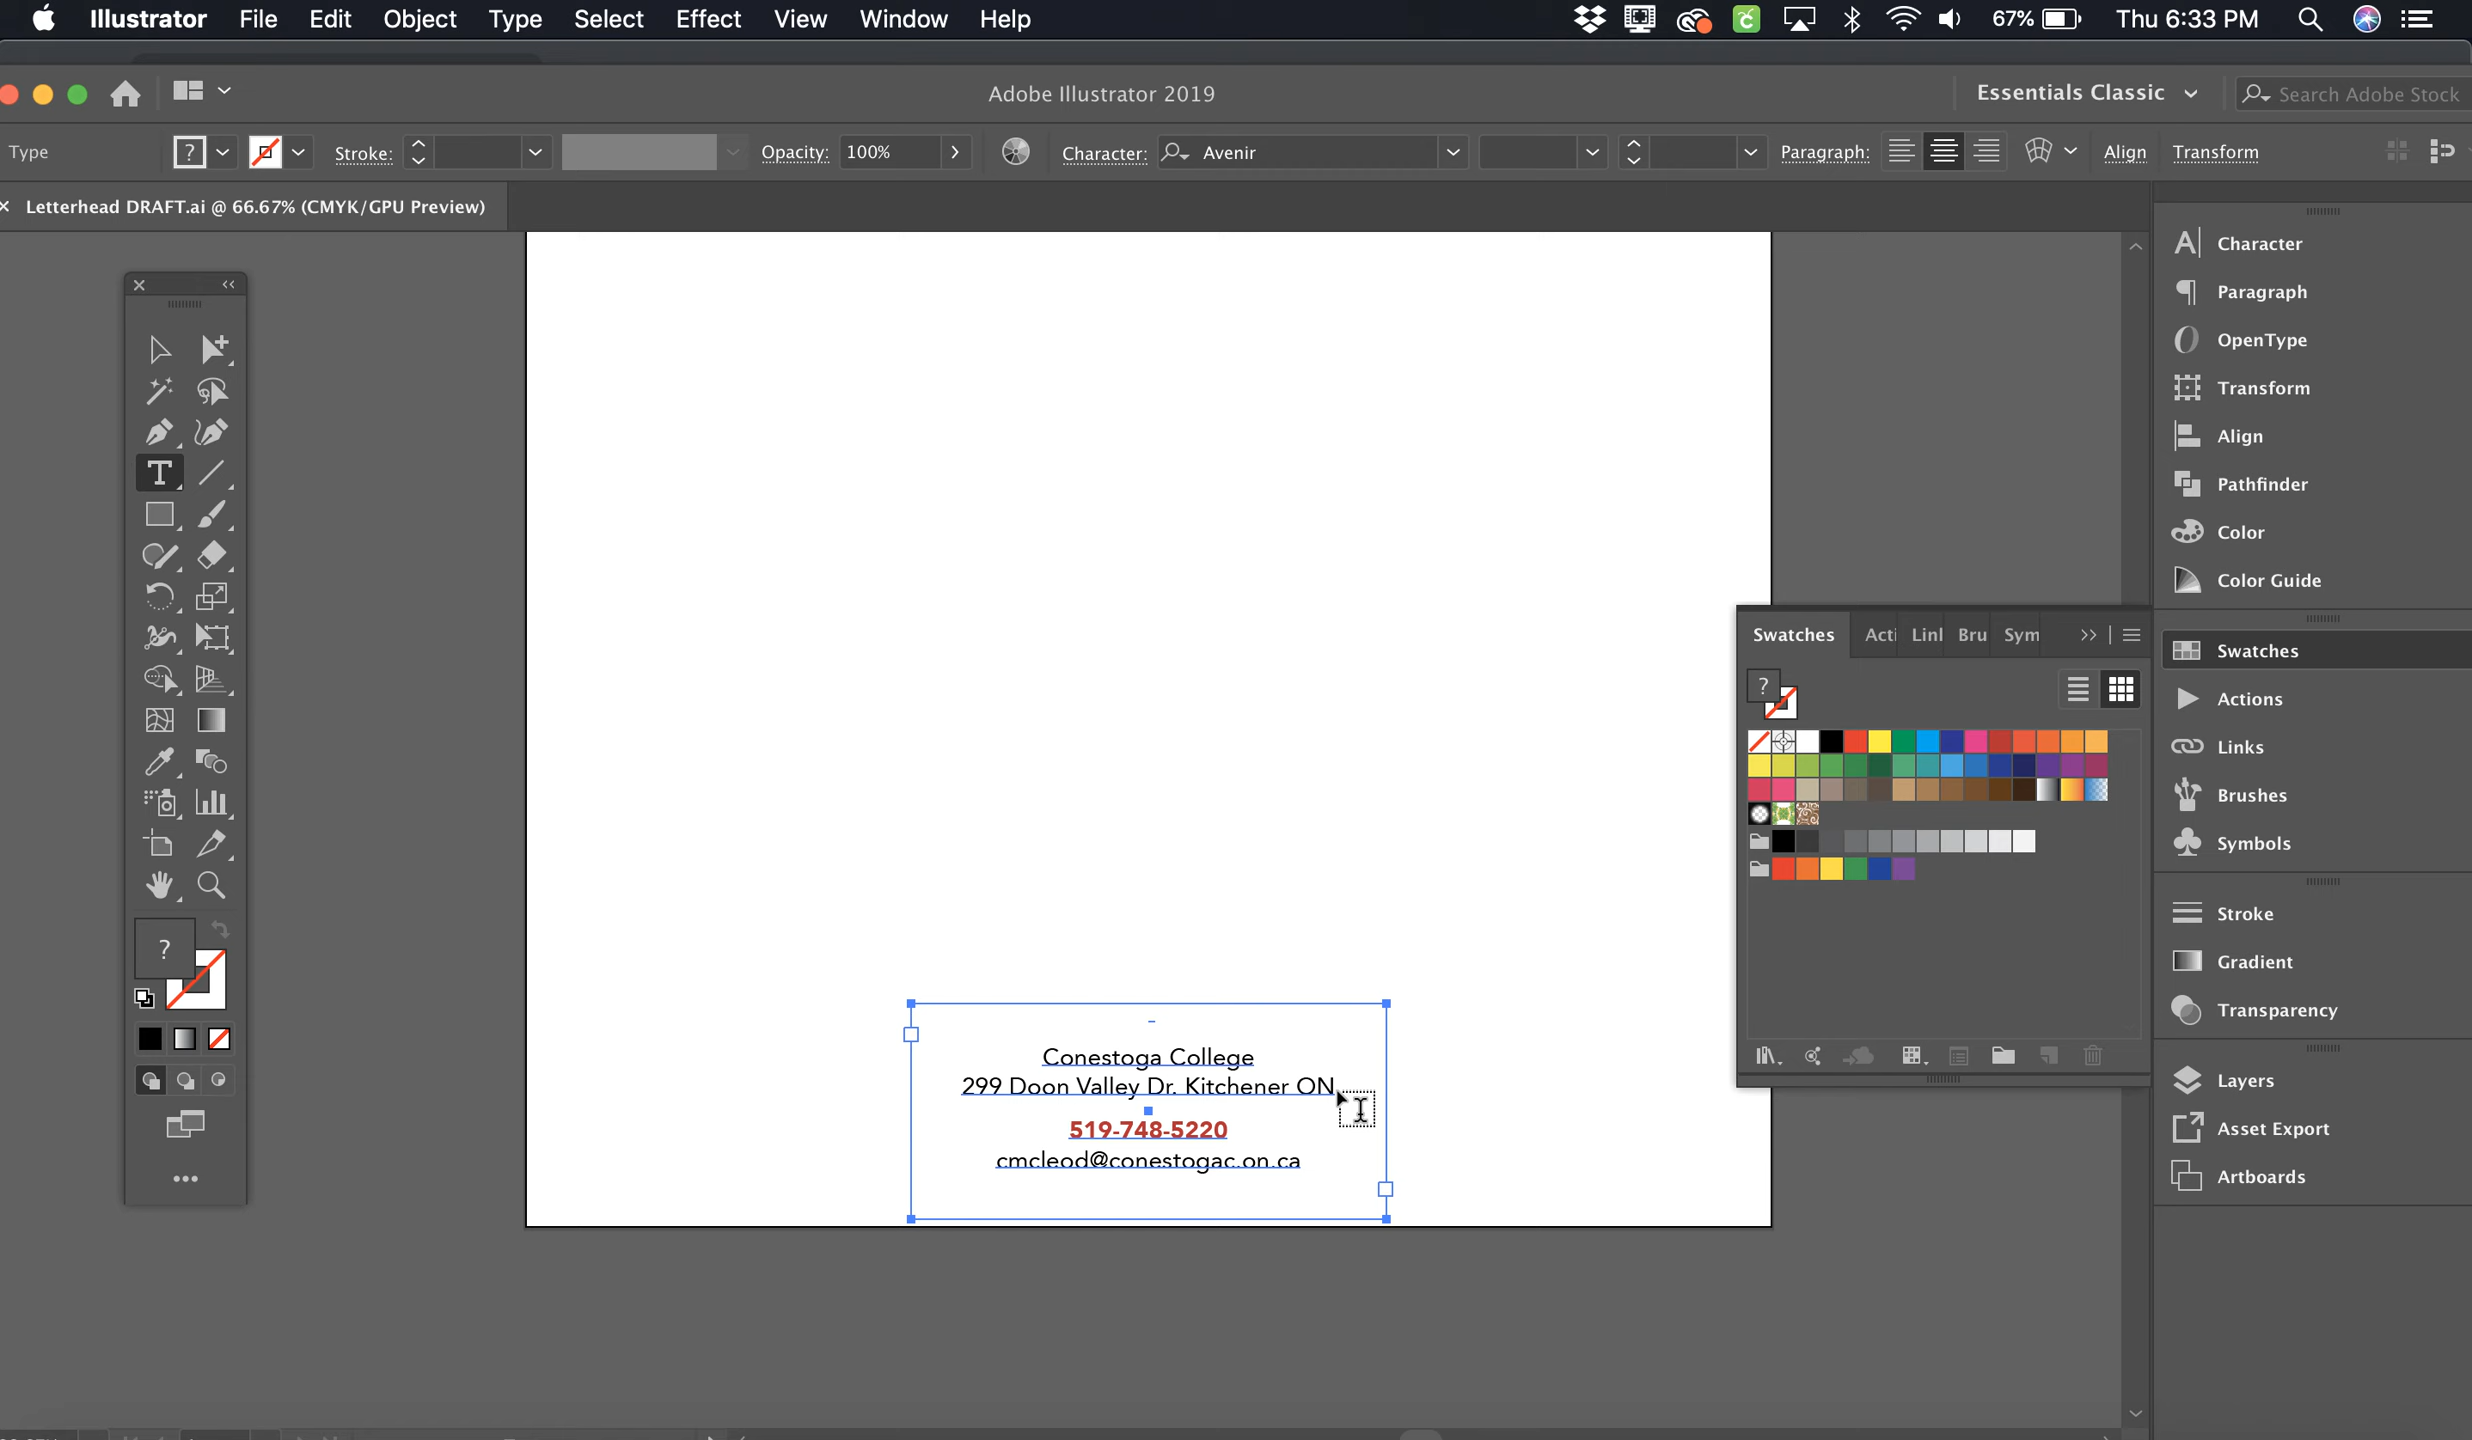 Illustrator File Edit Object Type Select Effect View Window Help 67% Thu 6:33 PM
Adobe Illustrator 2019 Essentials Classic Search Adobe Stock
Type ? Stroke: Opacity: 100% Character: Avenir Paragraph: Align Transform
× Letterhead DRAFT.ai @ 66.67% (CMYK/GPU Preview)
Character
Paragraph
OpenType
Transform
Align
Pathfinder
Color
Color Guide
Swatches Acti Linl Bru Sym
?
Swatches
Actions
Links
Brushes
Symbols
Stroke
Gradient
Transparency
Layers
Asset Export
Artboards
?
Conestoga College
299 Doon Valley Dr. Kitchener ON
519-748-5220
cmcleod@conestogac.on.ca